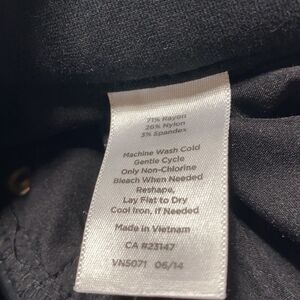 71% Rayon
26% Nylon
3% Spandex
Machine Wash Cold
Gentle Cycle
Only Non-Chlorine
Bleach When Needed
Reshape,
Lay Flat to Dry
Cool Iron, If Needed
Made in Vietnam
CA #23147
VN5071 06/14